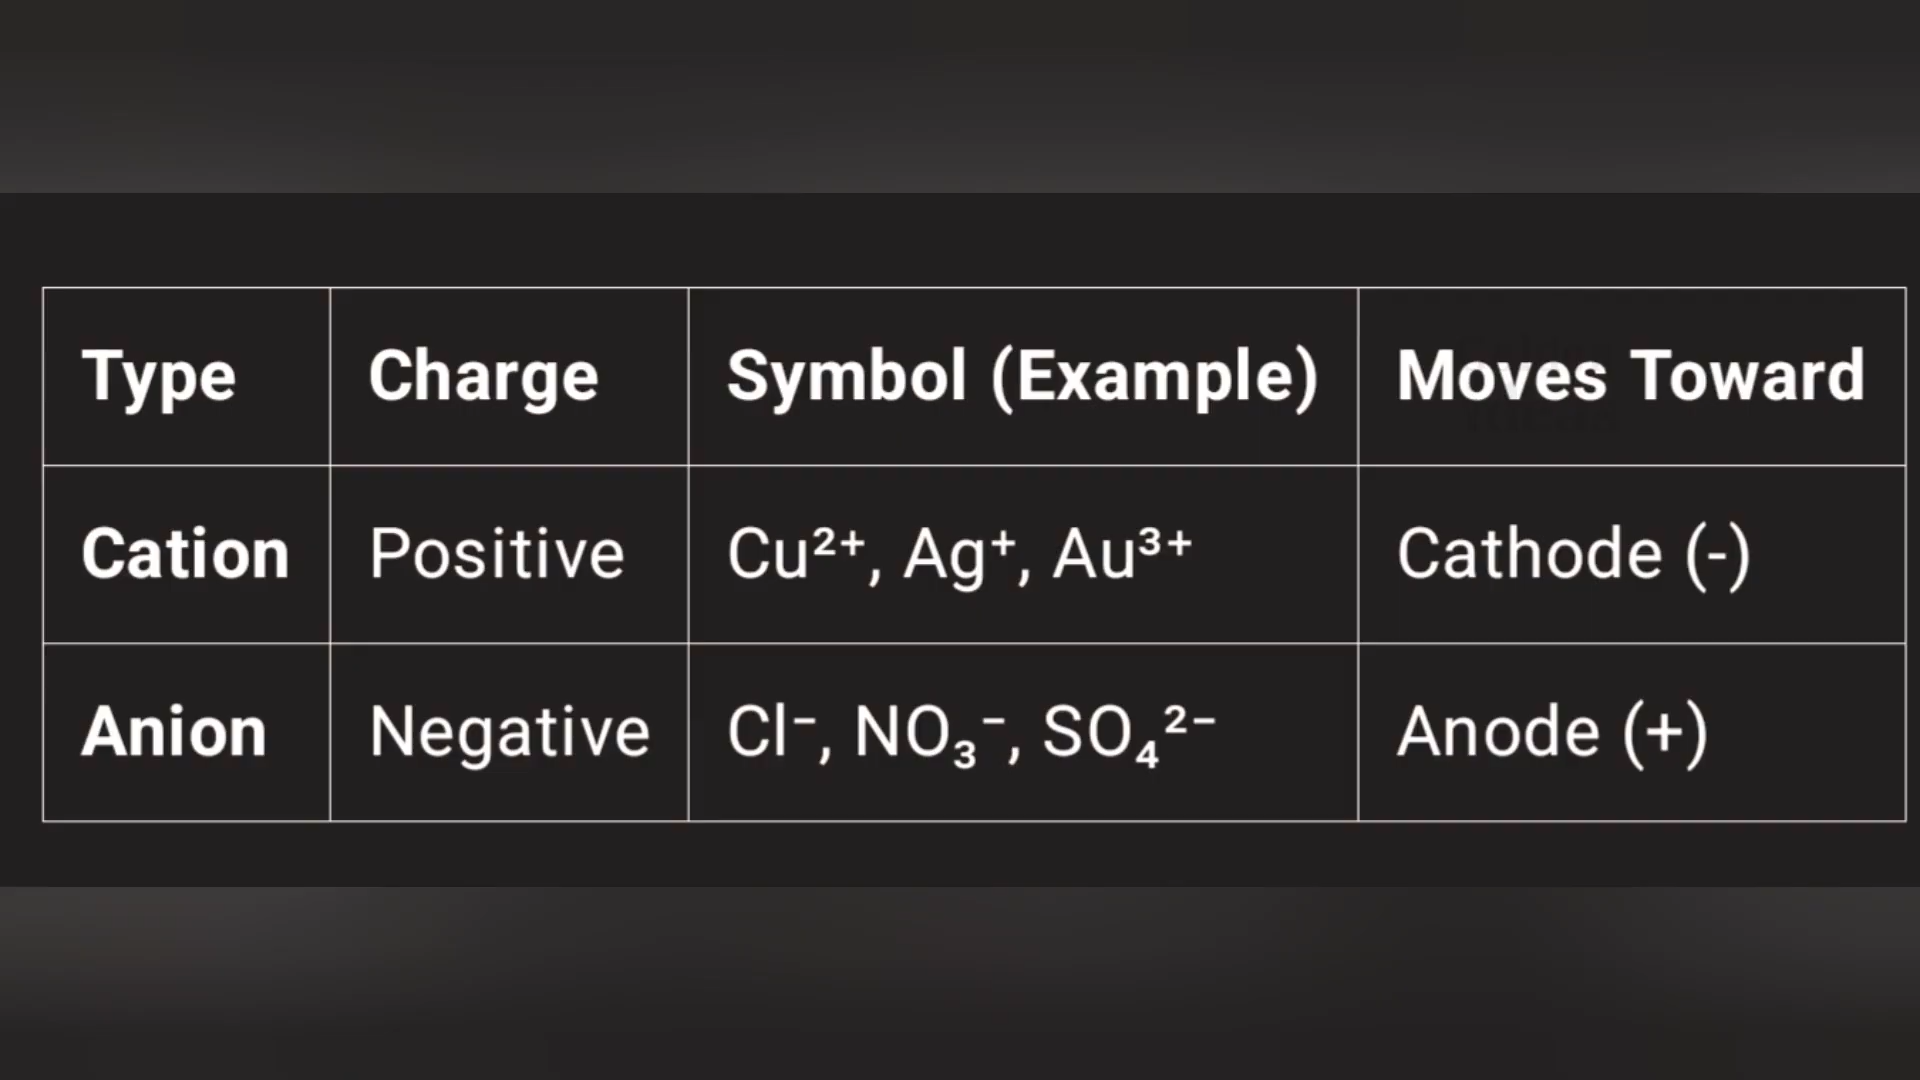 Type Charge Symbol (Example) Moves Toward
Cation Positive Cu²⁺, Ag⁺, Au³⁺ Cathode (-)
Anion Negative Cl⁻, NO₃⁻, SO₄²⁻ Anode (+)